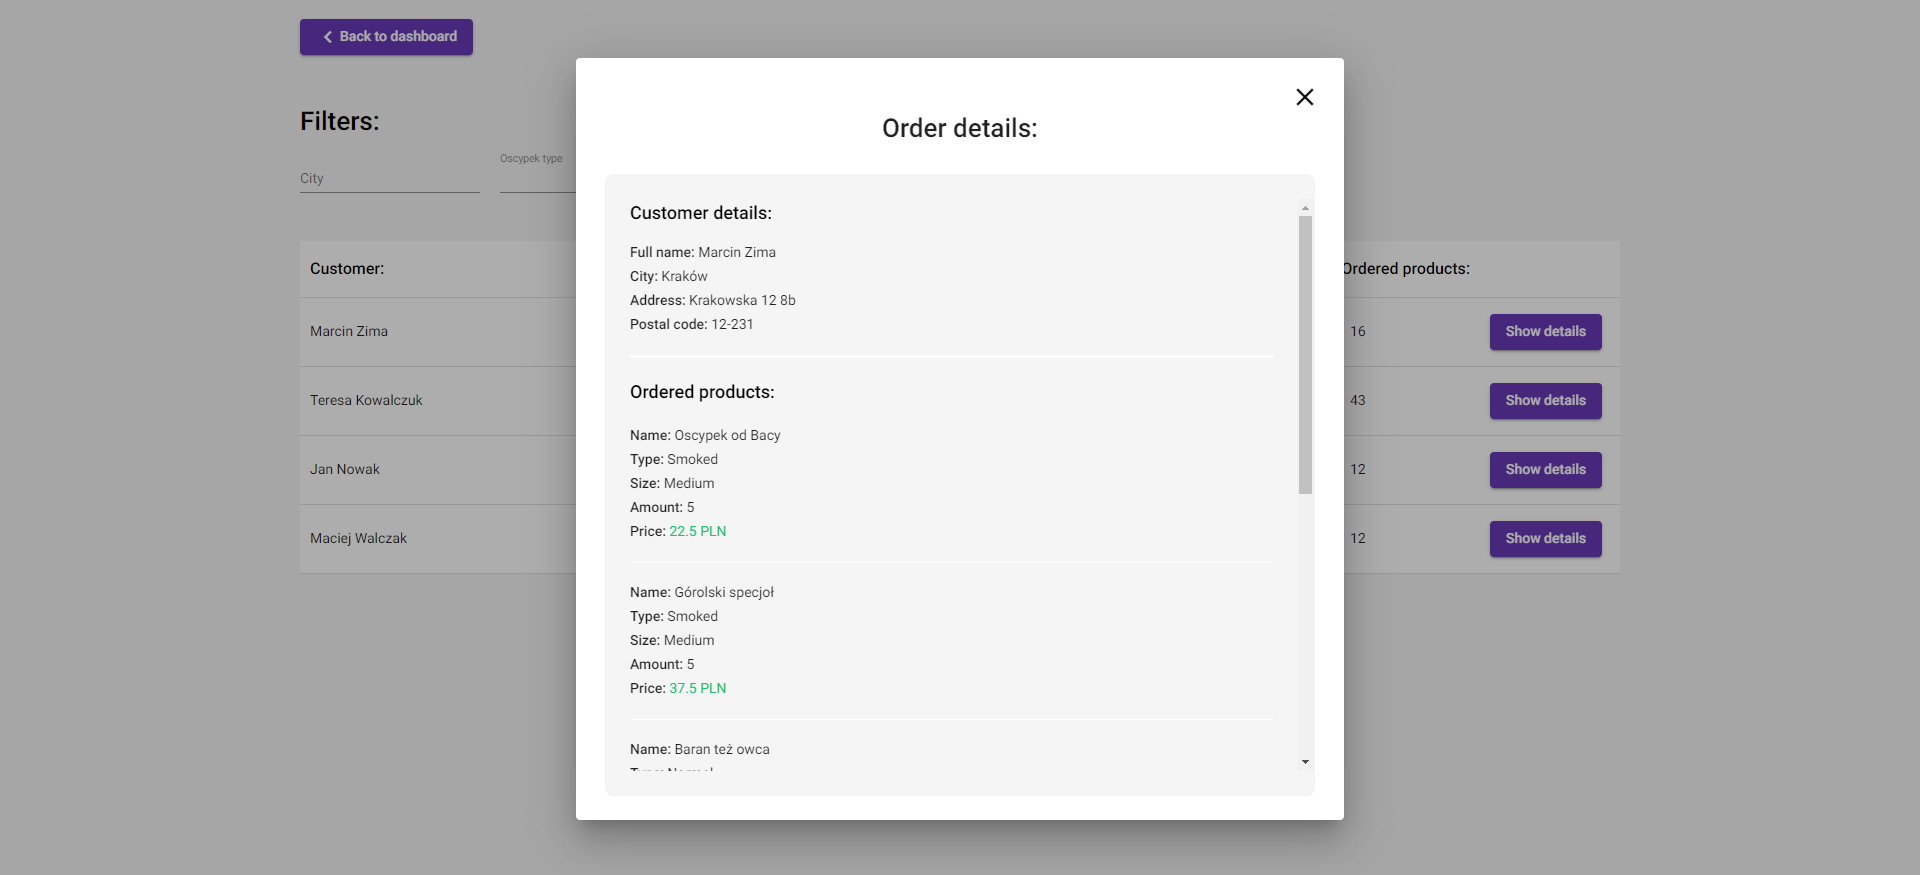 Back to dashboard
Filters:
City
Oscypek type
Customer:
Ordered products:
Marcin Zima
16
Show details
Teresa Kowalczuk
43
Show details
Jan Nowak
12
Show details
Maciej Walczak
12
Show details
Order details:
Customer details:
Full name: Marcin Zima
City: Kraków
Address: Krakowska 12 8b
Postal code: 12-231
Ordered products:
Name: Oscypek od Bacy
Type: Smoked
Size: Medium
Amount: 5
Price: 22.5 PLN
Name: Górolski specjoł
Type: Smoked
Size: Medium
Amount: 5
Price: 37.5 PLN
Name: Baran też owca
Type: Normal